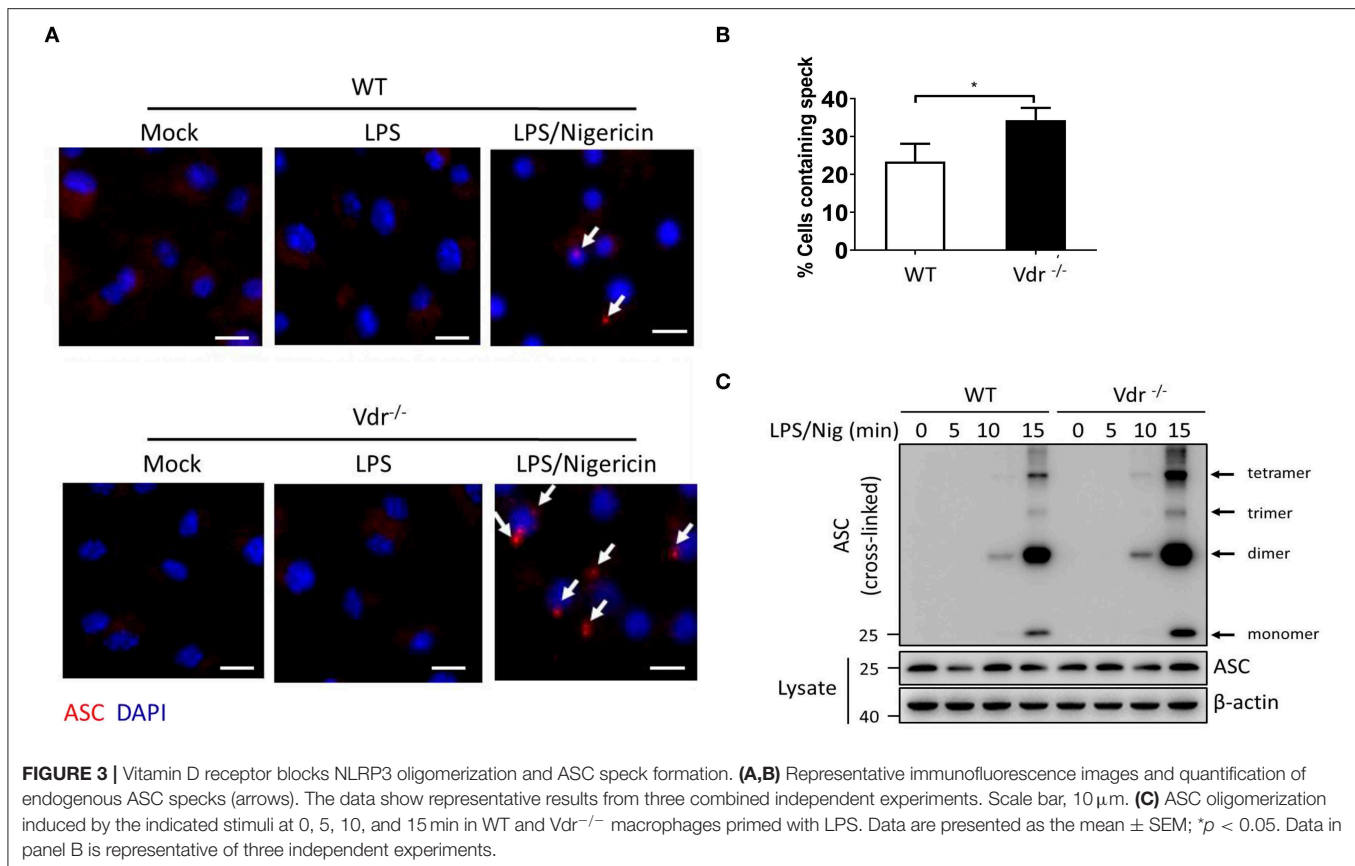 A
WT
Mock LPS LPS/Nigericin
Vdr-/-
Mock LPS LPS/Nigericin
ASC DAPI
B
*
% Cells containing speck
40
30
20
10
0
WT Vdr -/-
C
WT Vdr -/-
LPS/Nig (min) 0 5 10 15 0 5 10 15
ASC
(cross-linked)
tetramer
trimer
dimer
25 monomer
Lysate
25 ASC
β-actin
40
FIGURE 3 | Vitamin D receptor blocks NLRP3 oligomerization and ASC speck formation. (A,B) Representative immunofluorescence images and quantification of
endogenous ASC specks (arrows). The data show representative results from three combined independent experiments. Scale bar, 10 μm. (C) ASC oligomerization
induced by the indicated stimuli at 0, 5, 10, and 15 min in WT and Vdr−/− macrophages primed with LPS. Data are presented as the mean ± SEM; *p < 0.05. Data in
panel B is representative of three independent experiments.